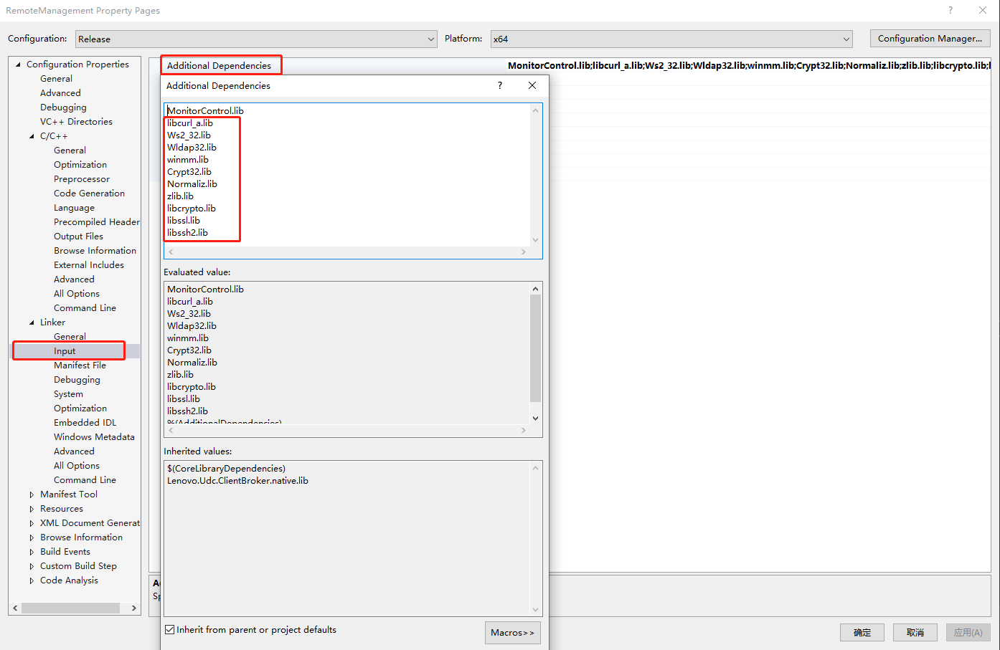 RemoteManagement Property Pages
?
Configuration:
Release
Platform:
x64
Configuration Manager...
Configuration Properties
General
Advanced
Debugging
VC++ Directories
C/C++
General
Optimization
Preprocessor
Code Generation
Language
Precompiled Header
Output Files
Browse Information
External Includes
Advanced
All Options
Command Line
Linker
General
Input
Manifest File
Debugging
System
Optimization
Embedded IDL
Windows Metadata
Advanced
All Options
Command Line
Manifest Tool
Resources
XML Document Generat
Browse Information
Build Events
Custom Build Step
Code Analysis
Additional Dependencies
MonitorControl.lib;libcurl_a.lib;Ws2_32.lib;Wldap32.lib;winmm.lib;Crypt32.lib;Normaliz.lib;zlib.lib;libcrypto.lib;l
Additional Dependencies
?
MonitorControl.lib
libcurl_a.lib
Ws2_32.lib
Wldap32.lib
winmm.lib
Crypt32.lib
Normaliz.lib
zlib.lib
libcrypto.lib
libssl.lib
libssh2.lib
Evaluated value:
MonitorControl.lib
libcurl_a.lib
Ws2_32.lib
Wldap32.lib
winmm.lib
Crypt32.lib
Normaliz.lib
zlib.lib
libcrypto.lib
libssl.lib
libssh2.lib
%(AdditionalDependencies)
Inherited values:
$(CoreLibraryDependencies)
Lenovo.Udc.ClientBroker.native.lib
Inherit from parent or project defaults
Macros>>
确定
取消
应用(A)